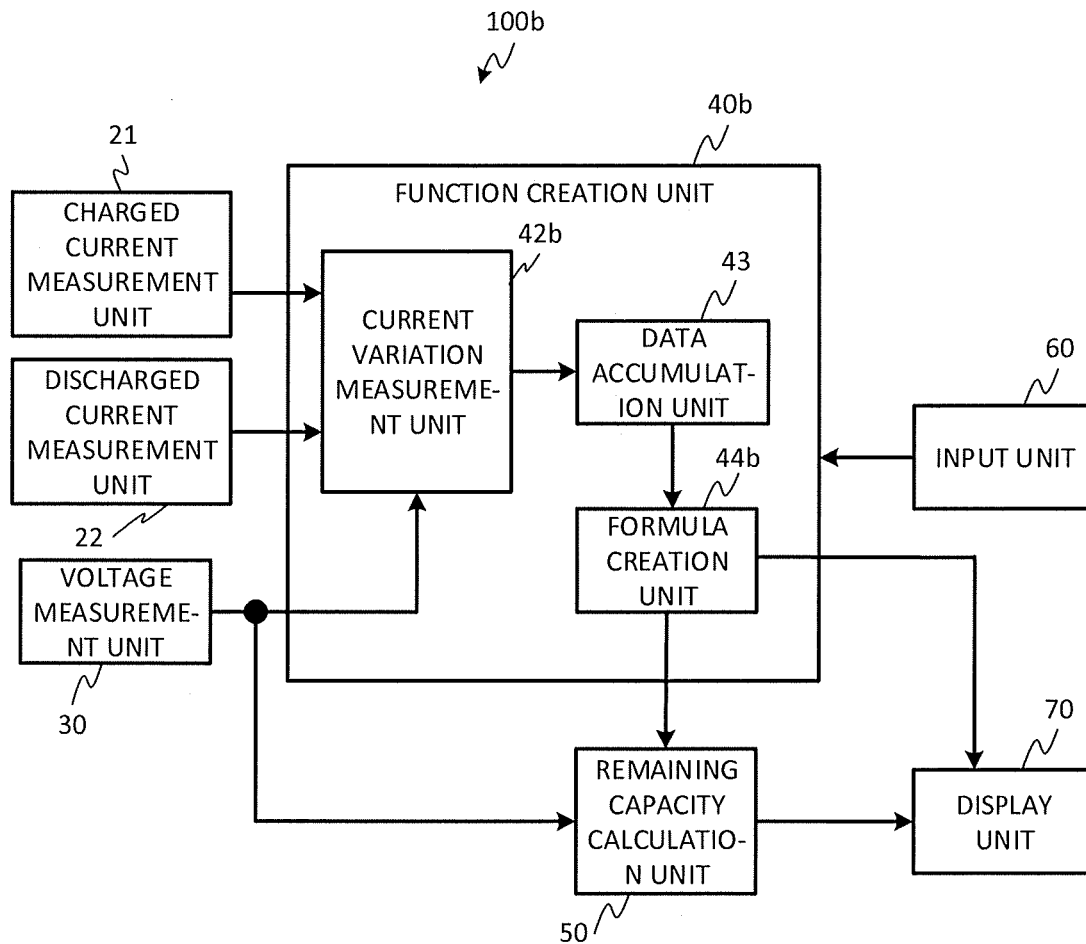 100b
40b
21
FUNCTION CREATION UNIT
CHARGED
CURRENT
MEASUREMENT
UNIT
42b
CURRENT
VARIATION
MEASUREME-
NT UNIT
43
DATA
ACCUMULAT-
ION UNIT
DISCHARGED
CURRENT
MEASUREMENT
UNIT
22
60
INPUT UNIT
44b
FORMULA
CREATION
UNIT
VOLTAGE
MEASUREME-
NT UNIT
30
70
REMAINING
CAPACITY
CALCULATIO-
N UNIT
50
DISPLAY
UNIT